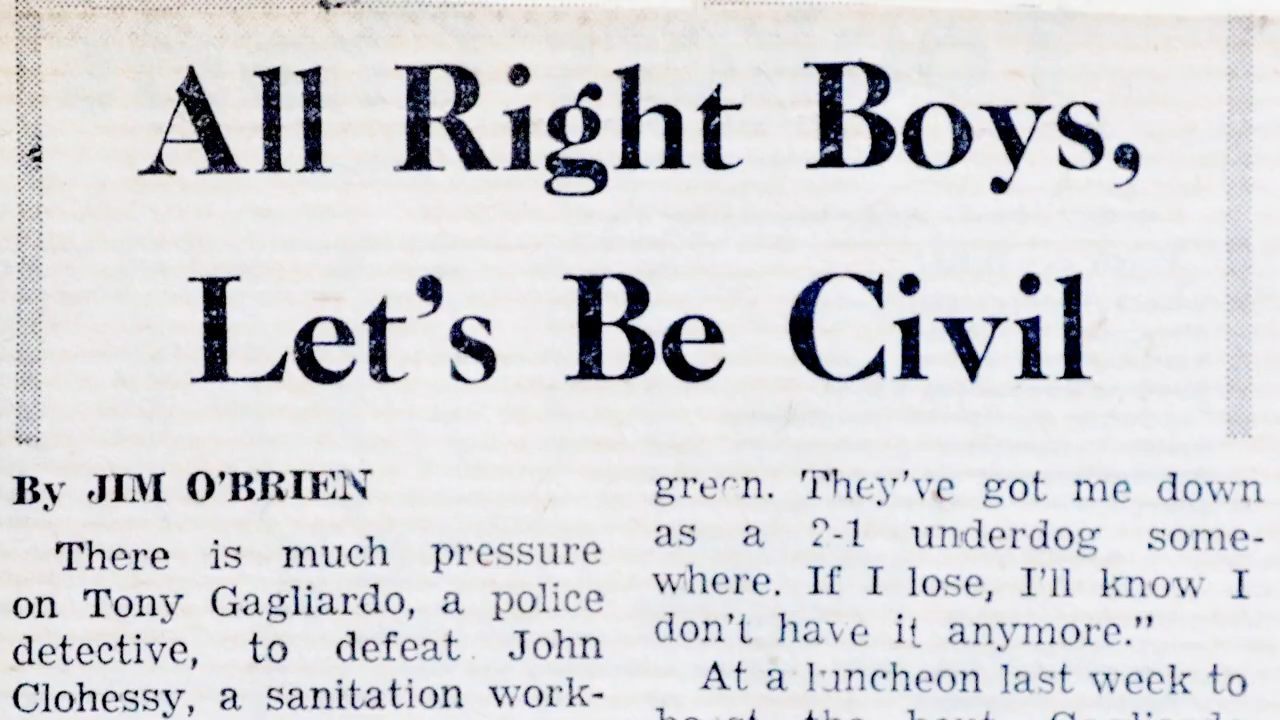 All Right Boys,
Let's Be Civil
By JIM O'BRIEN
There is much pressure
on Tony Gagliardo, a police
detective, to defeat John
Clohessy, a sanitation work-
green. They've got me down
as a 2-1 underdog some-
where. If I lose, I'll know I
don't have it anymore."
At a luncheon last week to
the